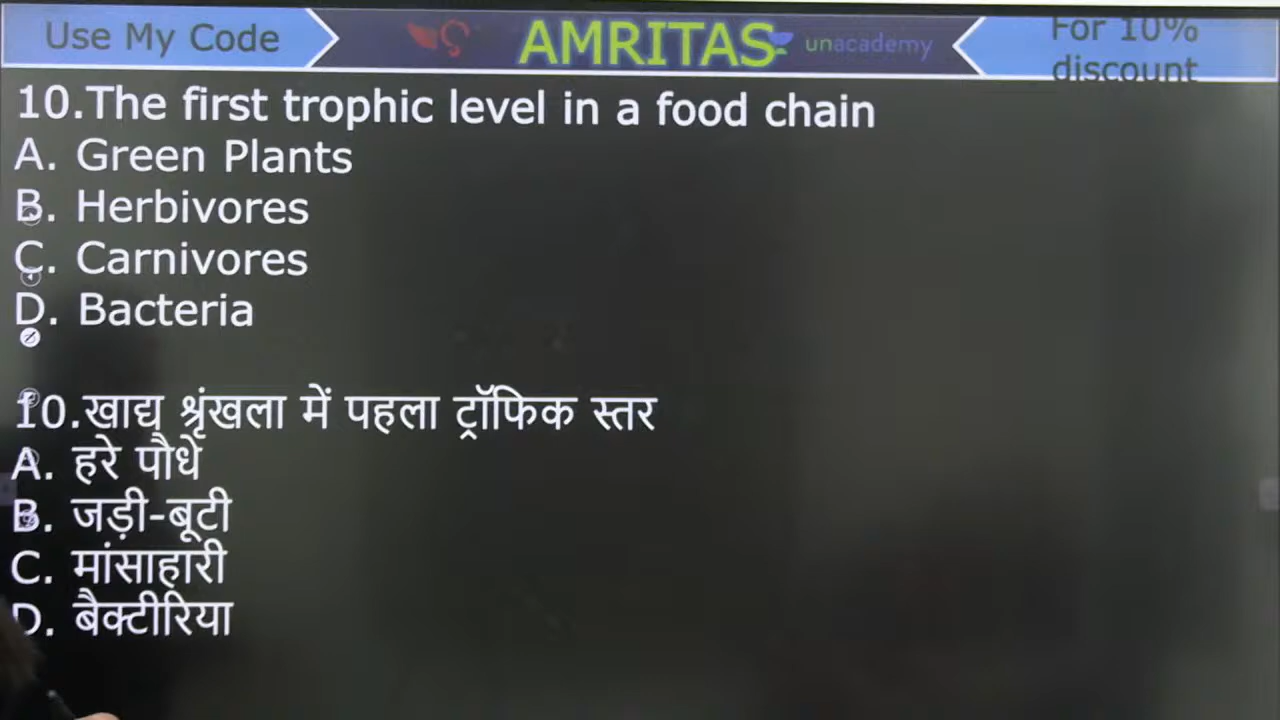 Use My Code
AMRITAS
unacademy
For 10%
discount
10.The first trophic level in a food chain
A. Green Plants
B. Herbivores
C. Carnivores
D. Bacteria
10.खाद्य श्रृंखला में पहला ट्रॉफिक स्तर
A. हरे पौधे
B. जड़ी-बूटी
C. मांसाहारी
D. बैक्टीरिया